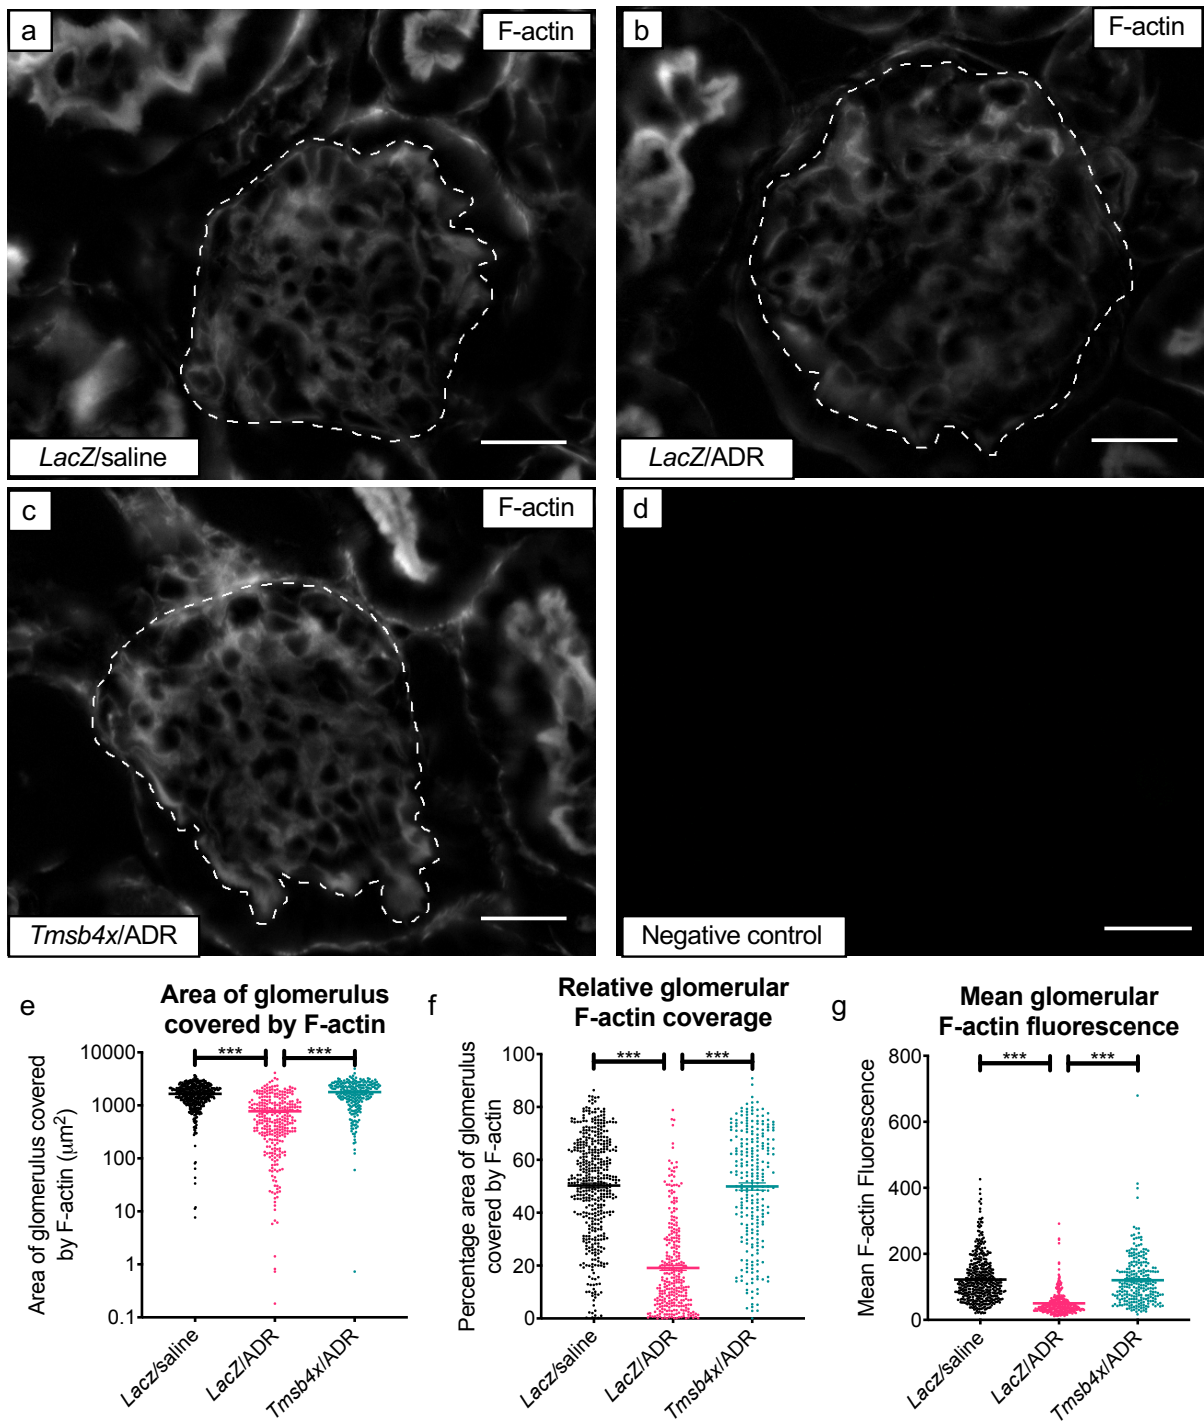 a
F-actin
LacZ/saline
b
F-actin
LacZ/ADR
c
F-actin
Tmsb4x/ADR
d
Negative control
e
Area of glomerulus
covered by F-actin
Area of glomerulus covered
by F-actin (μm²)
10000
1000
100
10
1
0.1
***
***
Lacz/saline
LacZ/ADR
Tmsb4x/ADR
f
Relative glomerular
F-actin coverage
Percentage area of glomerulus
covered by F-actin
100
80
60
40
20
0
***
***
Lacz/saline
LacZ/ADR
Tmsb4x/ADR
g
Mean glomerular
F-actin fluorescence
Mean F-actin Fluorescence
800
600
400
200
0
***
***
Lacz/saline
LacZ/ADR
Tmsb4x/ADR